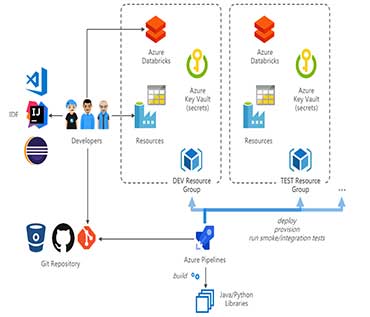 Azure
Databricks
Azure
Key Vault
(secrets)
Azure
Databricks
Azure
Key Vault
(secrets)
IDE
Developers
Resources
Resources
DEV Resource
Group
TEST Resource
Group
...
deploy
provision
run smoke/integration tests
Git Repository
Azure Pipelines
build
Java/Python
Libraries